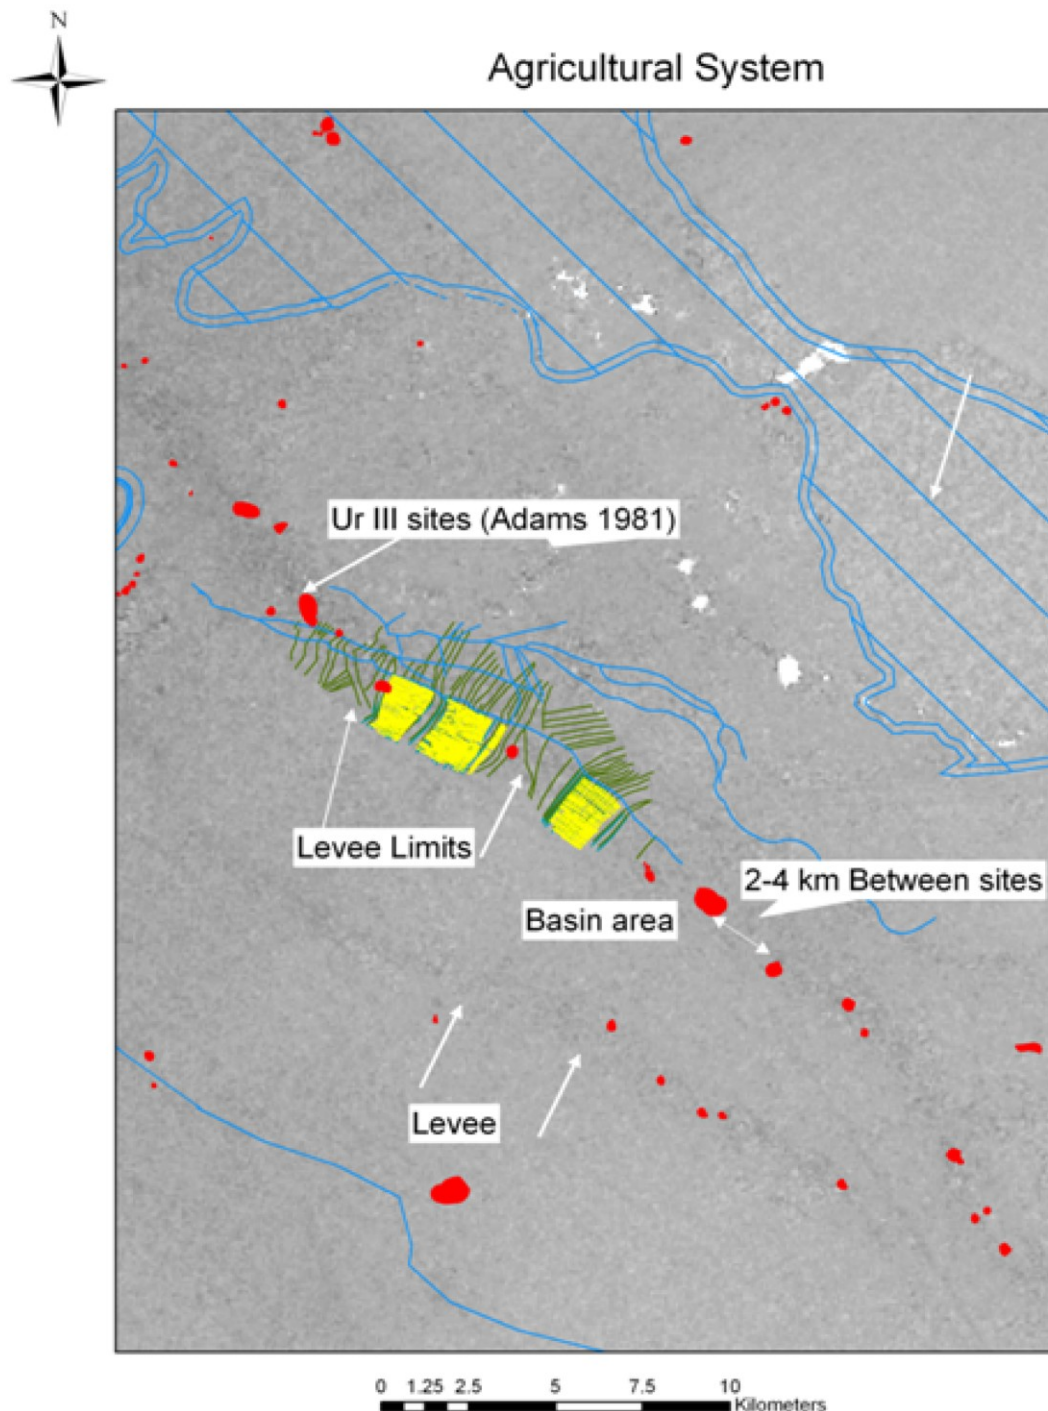 N
Agricultural System
Ur III sites (Adams 1981)
Levee Limits
2-4 km Between sites
Basin area
Levee
0 1.25 2.5 5 7.5 10
Kilometers